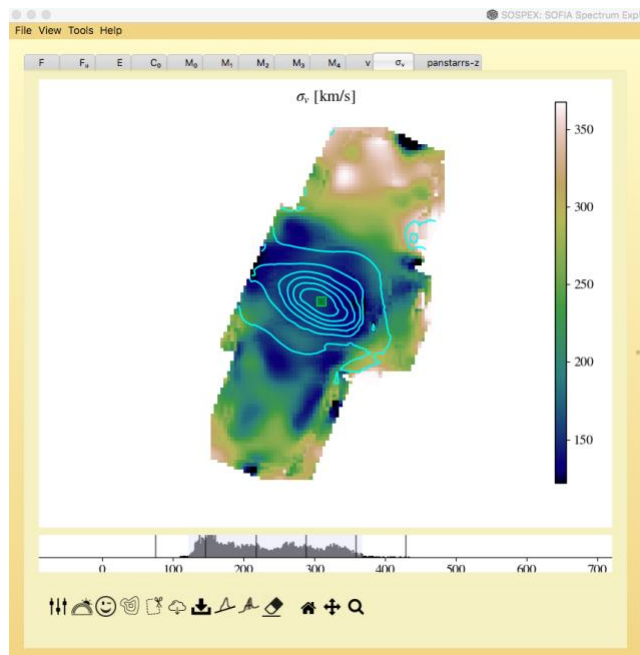 SOSPEX: SOFIA Spectrum Exp
File View Tools Help
F Fᵤ E C₀ M₀ M₁ M₂ M₃ M₄ v σᵥ panstarrs-z
σᵥ [km/s]
350
300
250
200
150
0 100 200 300 400 500 600 700